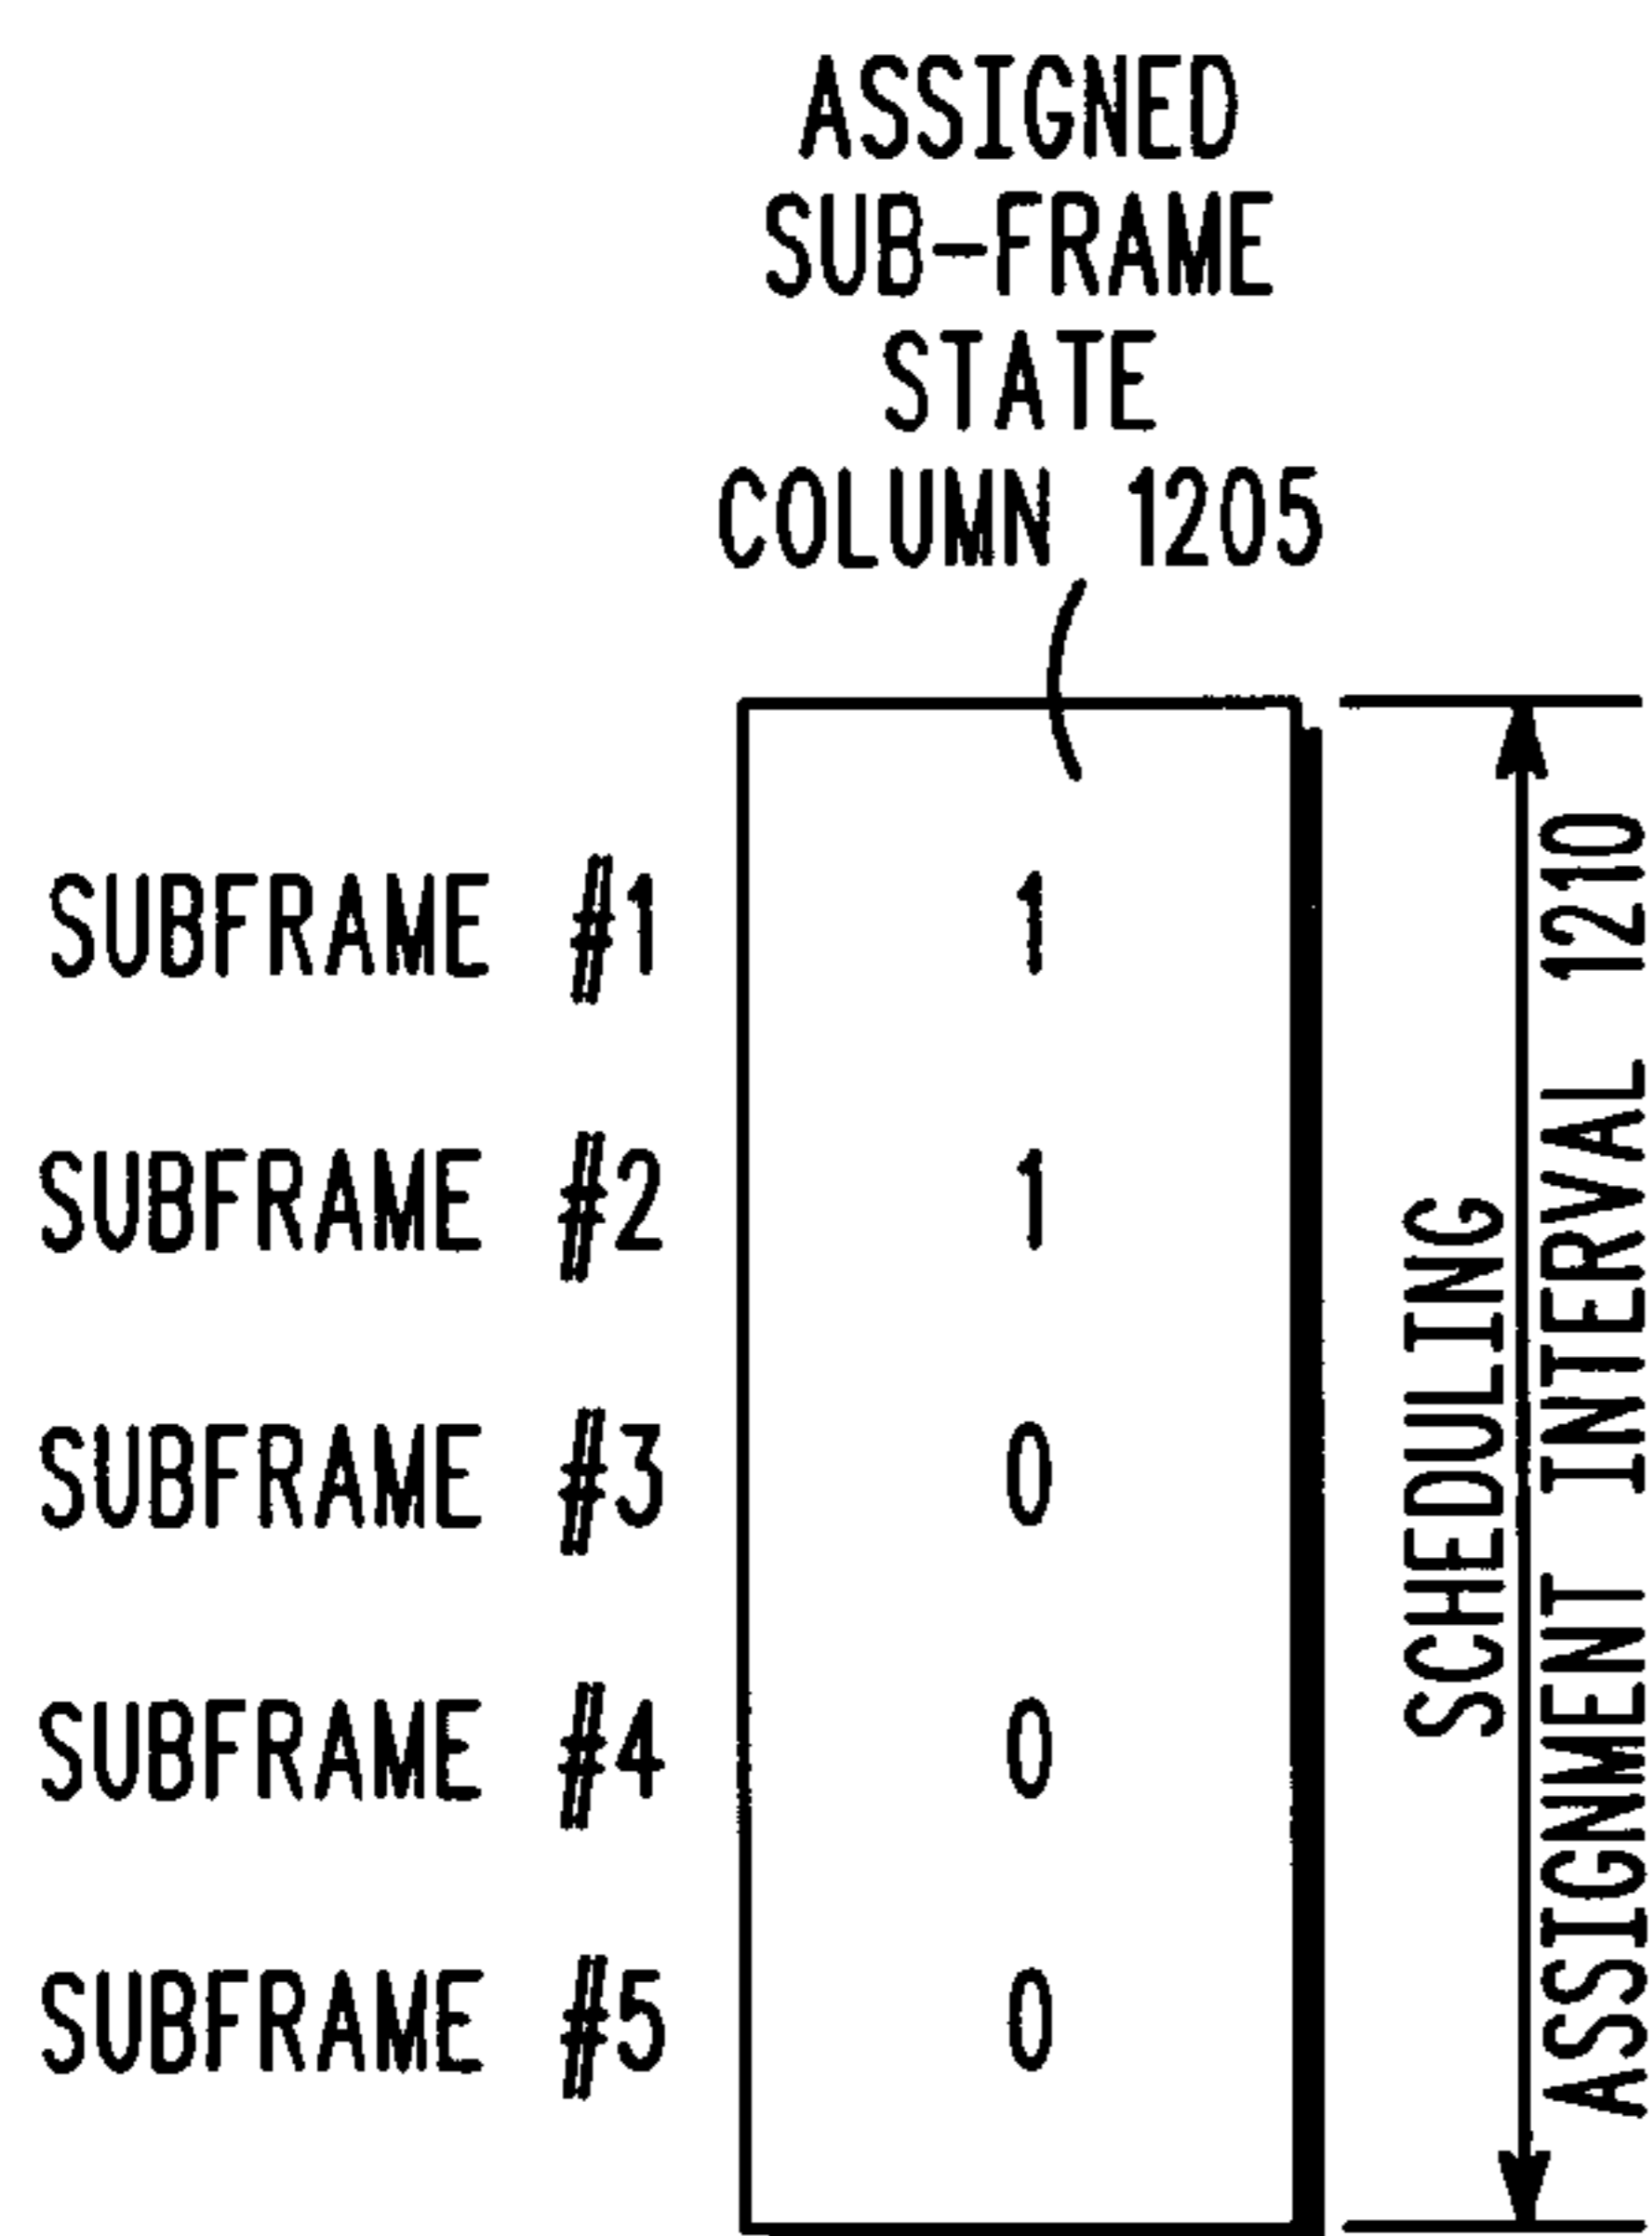 ASSIGNED
SUB-FRAME
STATE
COLUMN 1205
SUBFRAME #1 1
SUBFRAME #2 1
SUBFRAME #3 0
SUBFRAME #4 0
SUBFRAME #5 0
SCHEDULING
ASSIGNMENT INTERVAL 1210